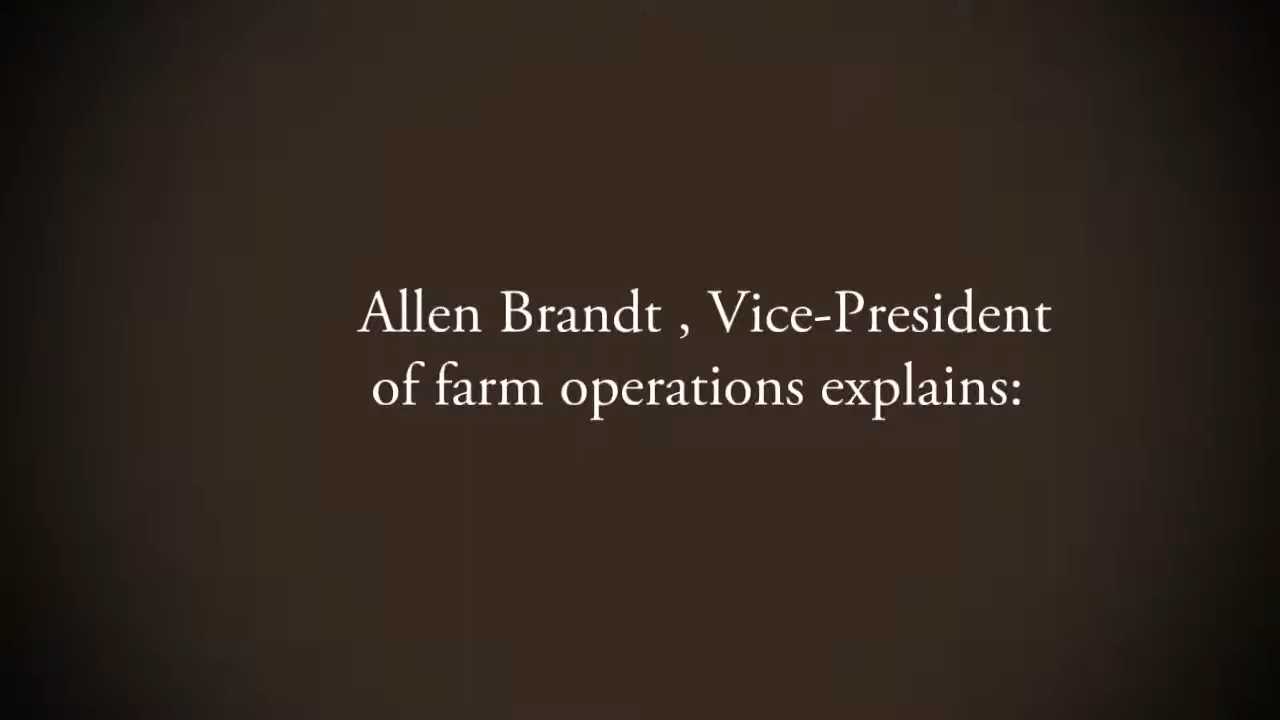 Allen Brandt , Vice-President
of farm operations explains: